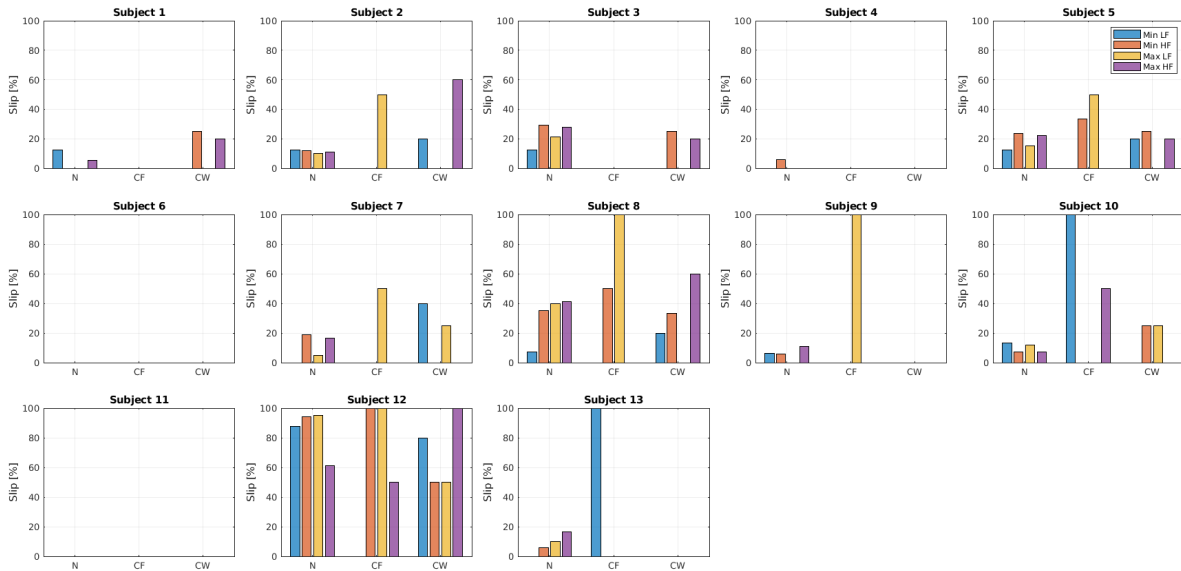 Subject 1
Slip [%]
100
80
60
40
20
0
N CF CW
Subject 2
Slip [%]
100
80
60
40
20
0
N CF CW
Subject 3
Slip [%]
100
80
60
40
20
0
N CF CW
Subject 4
Slip [%]
100
80
60
40
20
0
N CF CW
Subject 5
Slip [%]
100
80
60
40
20
0
N CF CW
Min LF
Min HF
Max LF
Max HF
Subject 6
Slip [%]
100
80
60
40
20
0
N CF CW
Subject 7
Slip [%]
100
80
60
40
20
0
N CF CW
Subject 8
Slip [%]
100
80
60
40
20
0
N CF CW
Subject 9
Slip [%]
100
80
60
40
20
0
N CF CW
Subject 10
Slip [%]
100
80
60
40
20
0
N CF CW
Subject 11
Slip [%]
100
80
60
40
20
0
N CF CW
Subject 12
Slip [%]
100
80
60
40
20
0
N CF CW
Subject 13
Slip [%]
100
80
60
40
20
0
N CF CW